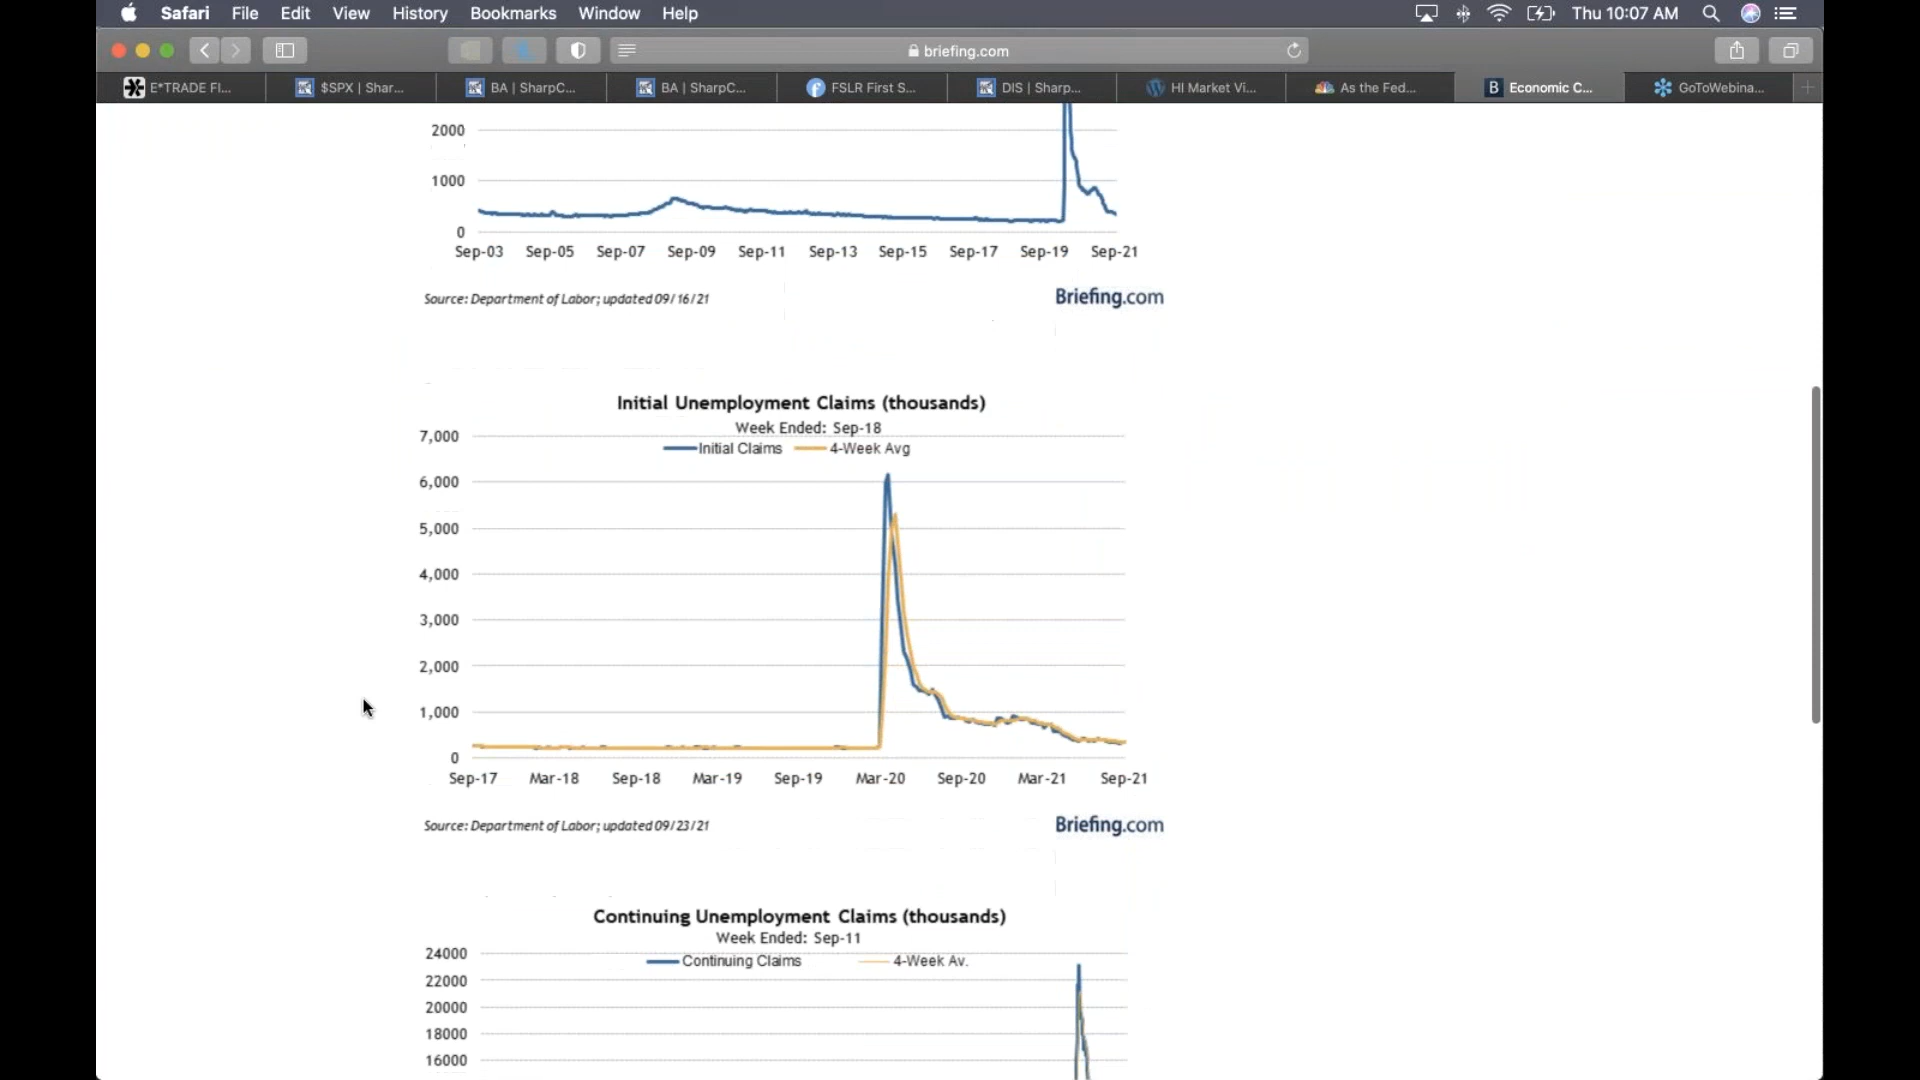 Safari File Edit View History Bookmarks Window Help Thu 10:07 AM
briefing.com
E*TRADE FI... $SPX | Shar... BA | SharpC... BA | SharpC... FSLR First S... DIS | Sharp... HI Market Vi... As the Fed... B Economic C... GoToWebina...
2000
1000
0
Sep-03 Sep-05 Sep-07 Sep-09 Sep-11 Sep-13 Sep-15 Sep-17 Sep-19 Sep-21
Source: Department of Labor; updated 09/16/21 Briefing.com
Initial Unemployment Claims (thousands)
Week Ended: Sep-18
7,000
Initial Claims 4-Week Avg
6,000
5,000
4,000
3,000
2,000
1,000
0
Sep-17 Mar-18 Sep-18 Mar-19 Sep-19 Mar-20 Sep-20 Mar-21 Sep-21
Source: Department of Labor; updated 09/23/21 Briefing.com
Continuing Unemployment Claims (thousands)
Week Ended: Sep-11
24000
Continuing Claims 4-Week Av.
22000
20000
18000
16000